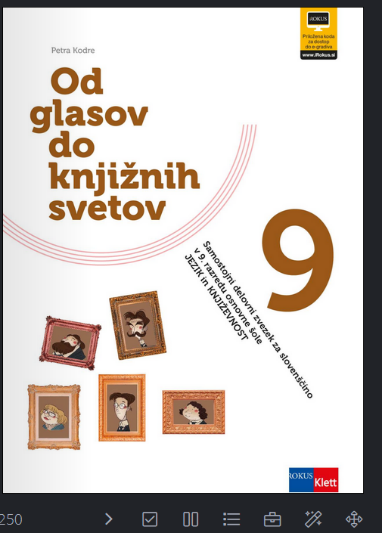 iROKUS
Priložena koda
za dostop
do e-gradiva
www.iRokus.si
Petra Kodre
Od
glasov
do
knjižnih
svetov
9
Samostojni delovni zvezek za slovenščino
v 9. razredu osnovne šole
JEZIK in KNJIŽEVNOST
ROKUS
Klett
250